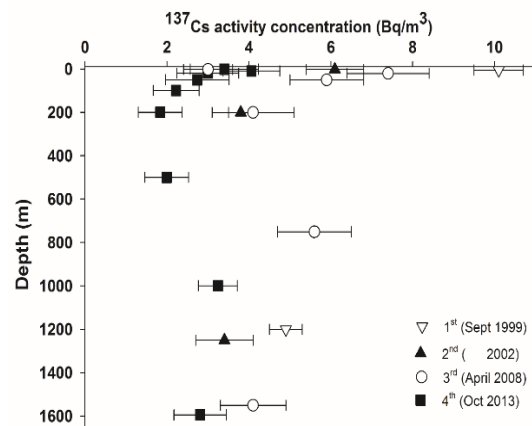 ¹³⁷Cs activity concentration (Bq/m³)
0 2 4 6 8 10
0
200
400
600
800
1000
1200
1400
1600
Depth (m)
1st (Sept 1999)
2nd ( 2002)
3rd (April 2008)
4th (Oct 2013)